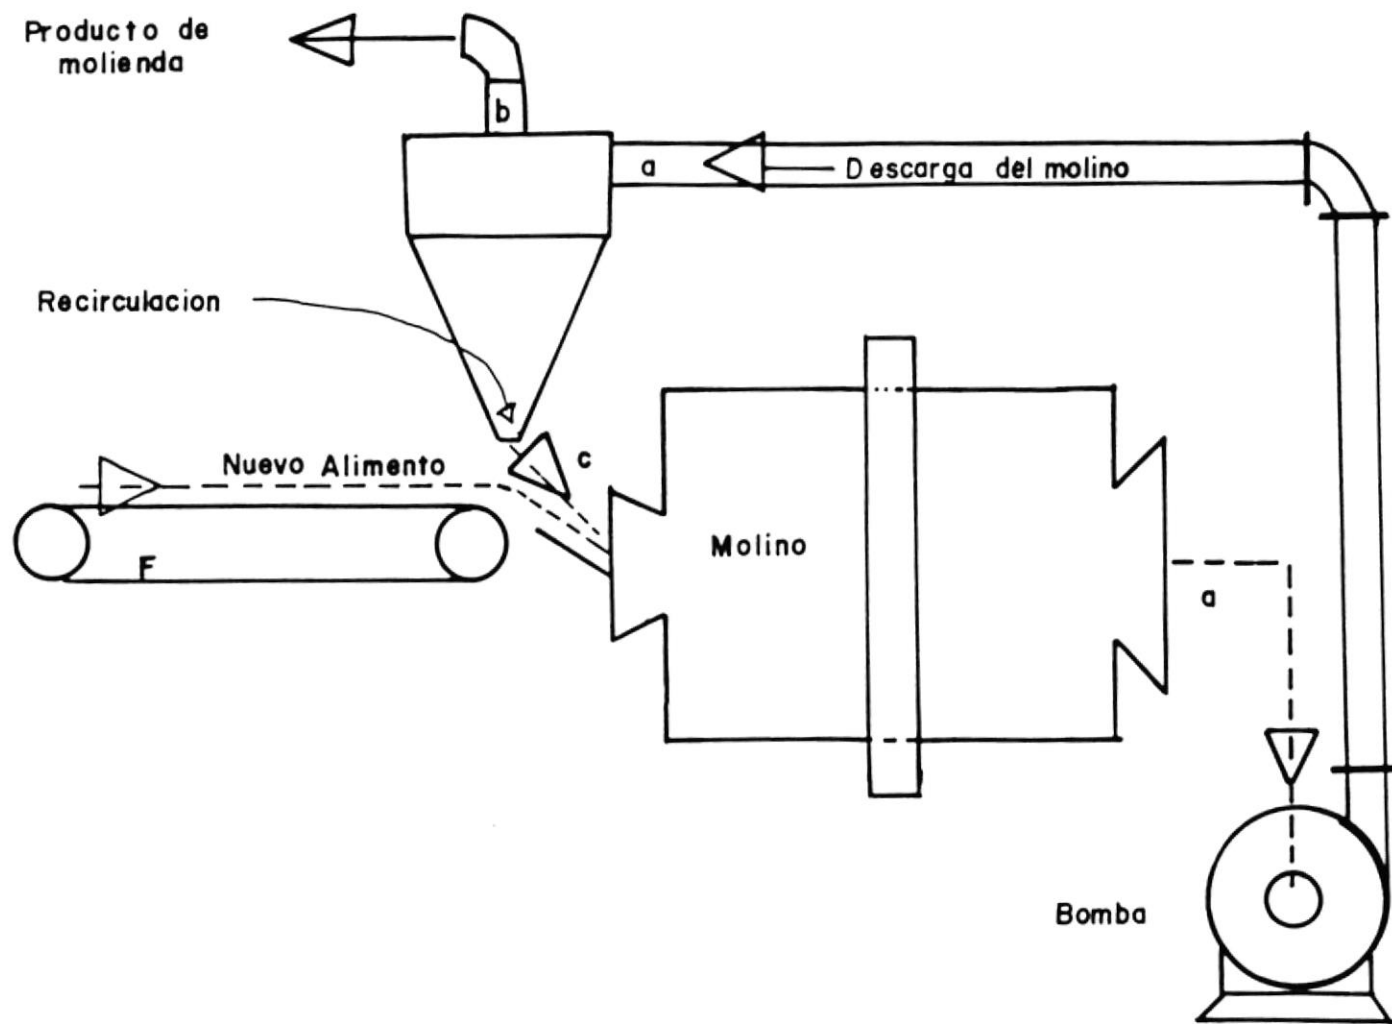 Producto de
molienda
b
a
Descarga del molino
Recirculacion
c
Nuevo Alimento
F
Molino
a
Bomba